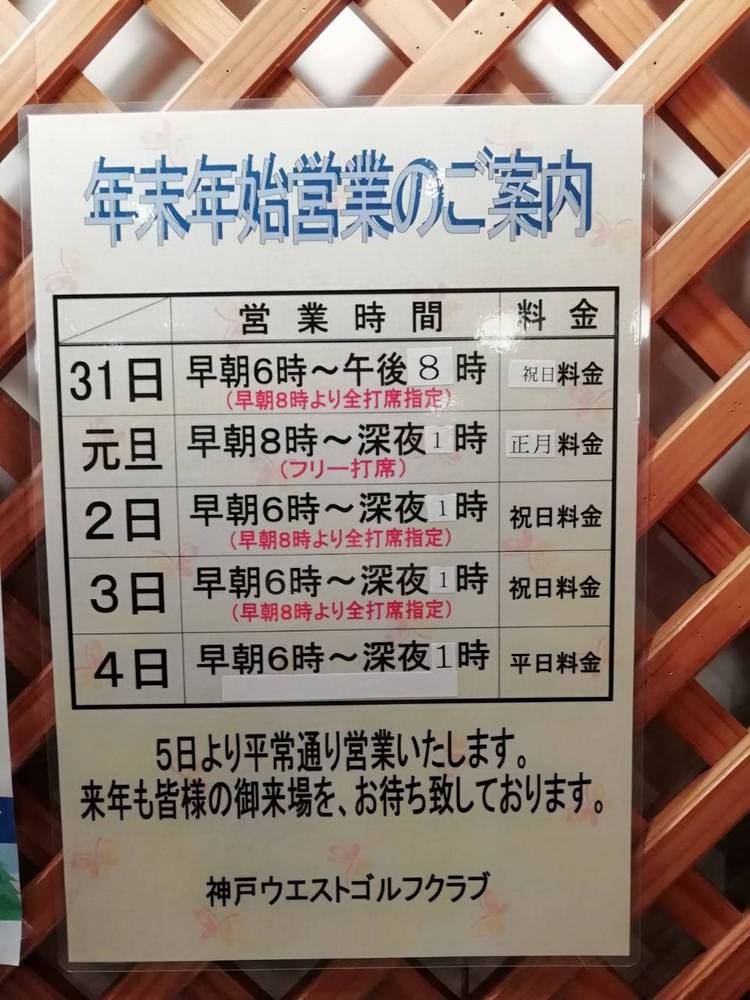 年末年始営業のご案内
営業時間 料金
31日 早朝6時～午後8時 祝日料金
(早朝8時より全打席指定)
元旦 早朝8時～深夜1時 正月料金
(フリー打席)
2日 早朝6時～深夜1時 祝日料金
(早朝8時より全打席指定)
3日 早朝6時～深夜1時 祝日料金
(早朝8時より全打席指定)
4日 早朝6時～深夜1時 平日料金
5日より平常通り営業いたします。
来年も皆様の御来場を、お待ち致しております。
神戸ウエストゴルフクラブ